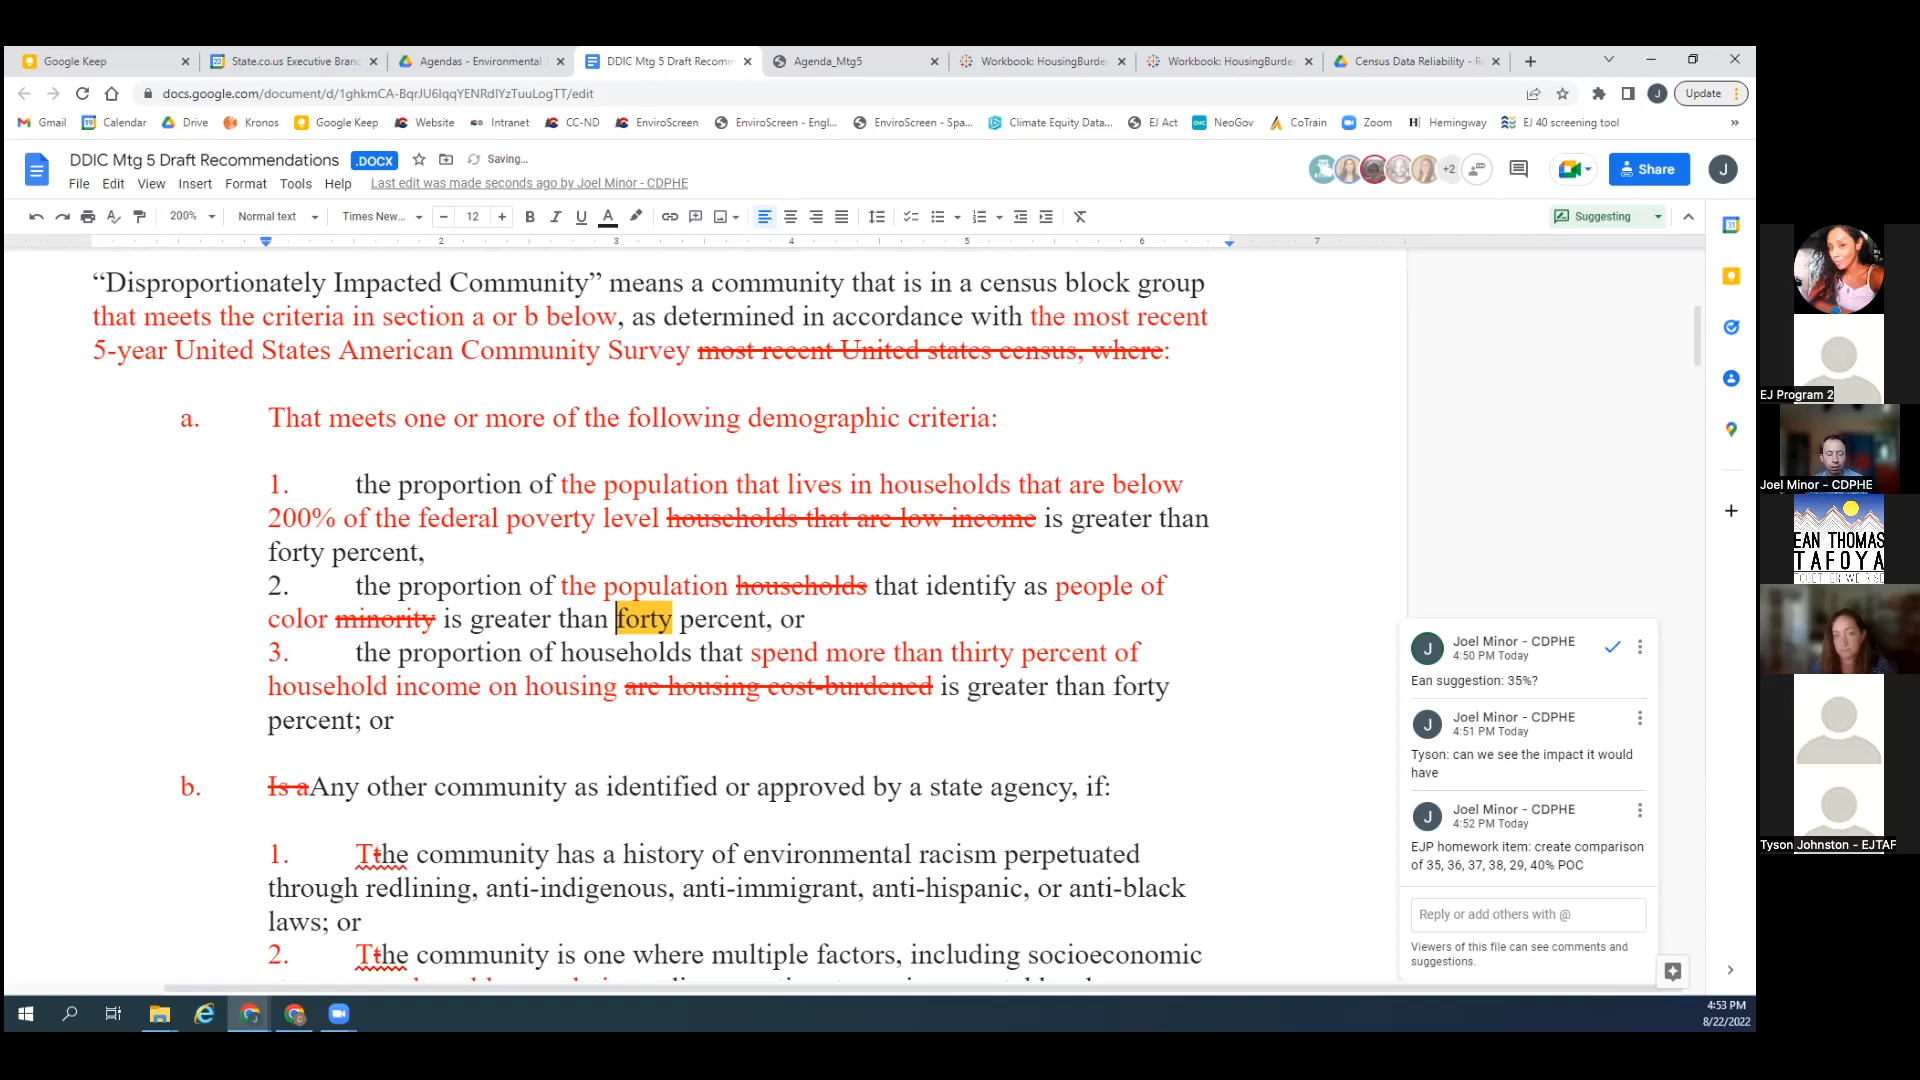 Google Keep
State.co.us Executive Branc
Agendas - Environmental J
DDIC Mtg 5 Draft Recomm
Agenda_Mtg5
Workbook: HousingBurde
Workbook: HousingBurde
Census Data Reliability - R
docs.google.com/document/d/1ghkmCA-BqrJU6IqqYENRdIYzTuuLogTT/edit
J
Update
Gmail
Calendar
Drive
Kronos
Google Keep
Website
Intranet
CC-ND
EnviroScreen
EnviroScreen - Engl...
EnviroScreen - Spa...
Climate Equity Data...
EJ Act
NeoGov
CoTrain
Zoom
Hemingway
EJ 40 screening tool
DDIC Mtg 5 Draft Recommendations .DOCX Saving...
+2
Share
J
File Edit View Insert Format Tools Help Last edit was made seconds ago by Joel Minor - CDPHE
200% Normal text Times New... 12 B I U A Suggesting
2 3 4 5 6 7
“Disproportionately Impacted Community” means a community that is in a census block group
that meets the criteria in section a or b below, as determined in accordance with the most recent
5-year United States American Community Survey most recent United states census, where:
a. That meets one or more of the following demographic criteria:
1. the proportion of the population that lives in households that are below
200% of the federal poverty level households that are low income is greater than
forty percent,
2. the proportion of the population households that identify as people of
color minority is greater than forty percent, or
3. the proportion of households that spend more than thirty percent of
household income on housing are housing cost-burdened is greater than forty
percent; or
b. Is aAny other community as identified or approved by a state agency, if:
1. Tthe community has a history of environmental racism perpetuated
through redlining, anti-indigenous, anti-immigrant, anti-hispanic, or anti-black
laws; or
2. Tthe community is one where multiple factors, including socioeconomic
J
Joel Minor - CDPHE
4:50 PM Today
Ean suggestion: 35%?
J
Joel Minor - CDPHE
4:51 PM Today
Tyson: can we see the impact it would
have
J
Joel Minor - CDPHE
4:52 PM Today
EJP homework item: create comparison
of 35, 36, 37, 38, 29, 40% POC
Reply or add others with @
Viewers of this file can see comments and
suggestions.
EJ Program 2
Joel Minor - CDPHE
EAN THOMAS
TAFOYA
TOGETHER WE RISE
Tyson Johnston - EJTAF
4:53 PM
8/22/2022